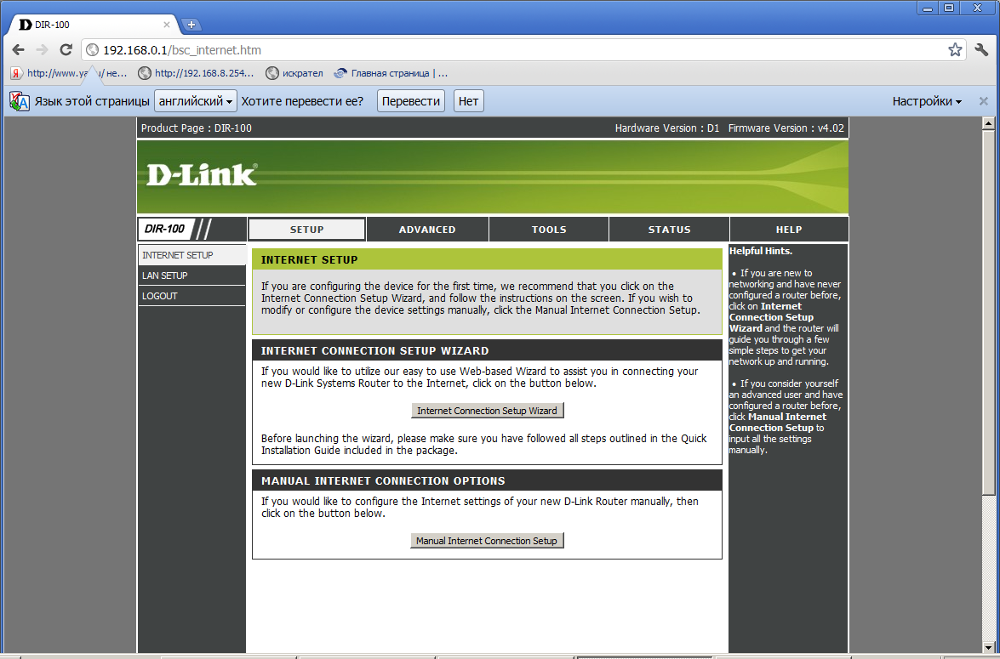 DIR-100
192.168.0.1/bsc_internet.htm
http://www.ya
u/ не...
http://192.168.8.254...
искрател
Главная страница | ...
Язык этой страницы английский Хотите перевести ее? Перевести Нет Настройки
Product Page : DIR-100 Hardware Version : D1 Firmware Version : v4.02
D-Link®
DIR-100 SETUP ADVANCED TOOLS STATUS HELP
INTERNET SETUP
LAN SETUP
LOGOUT
INTERNET SETUP
If you are configuring the device for the first time, we recommend that you click on the
Internet Connection Setup Wizard, and follow the instructions on the screen. If you wish to
modify or configure the device settings manually, click the Manual Internet Connection Setup.
INTERNET CONNECTION SETUP WIZARD
If you would like to utilize our easy to use Web-based Wizard to assist you in connecting your
new D-Link Systems Router to the Internet, click on the button below.
Internet Connection Setup Wizard
Before launching the wizard, please make sure you have followed all steps outlined in the Quick
Installation Guide included in the package.
MANUAL INTERNET CONNECTION OPTIONS
If you would like to configure the Internet settings of your new D-Link Router manually, then
click on the button below.
Manual Internet Connection Setup
Helpful Hints.
• If you are new to
networking and have never
configured a router before,
click on Internet
Connection Setup
Wizard and the router will
guide you through a few
simple steps to get your
network up and running.
• If you consider yourself
an advanced user and have
configured a router before,
click Manual Internet
Connection Setup to
input all the settings
manually.